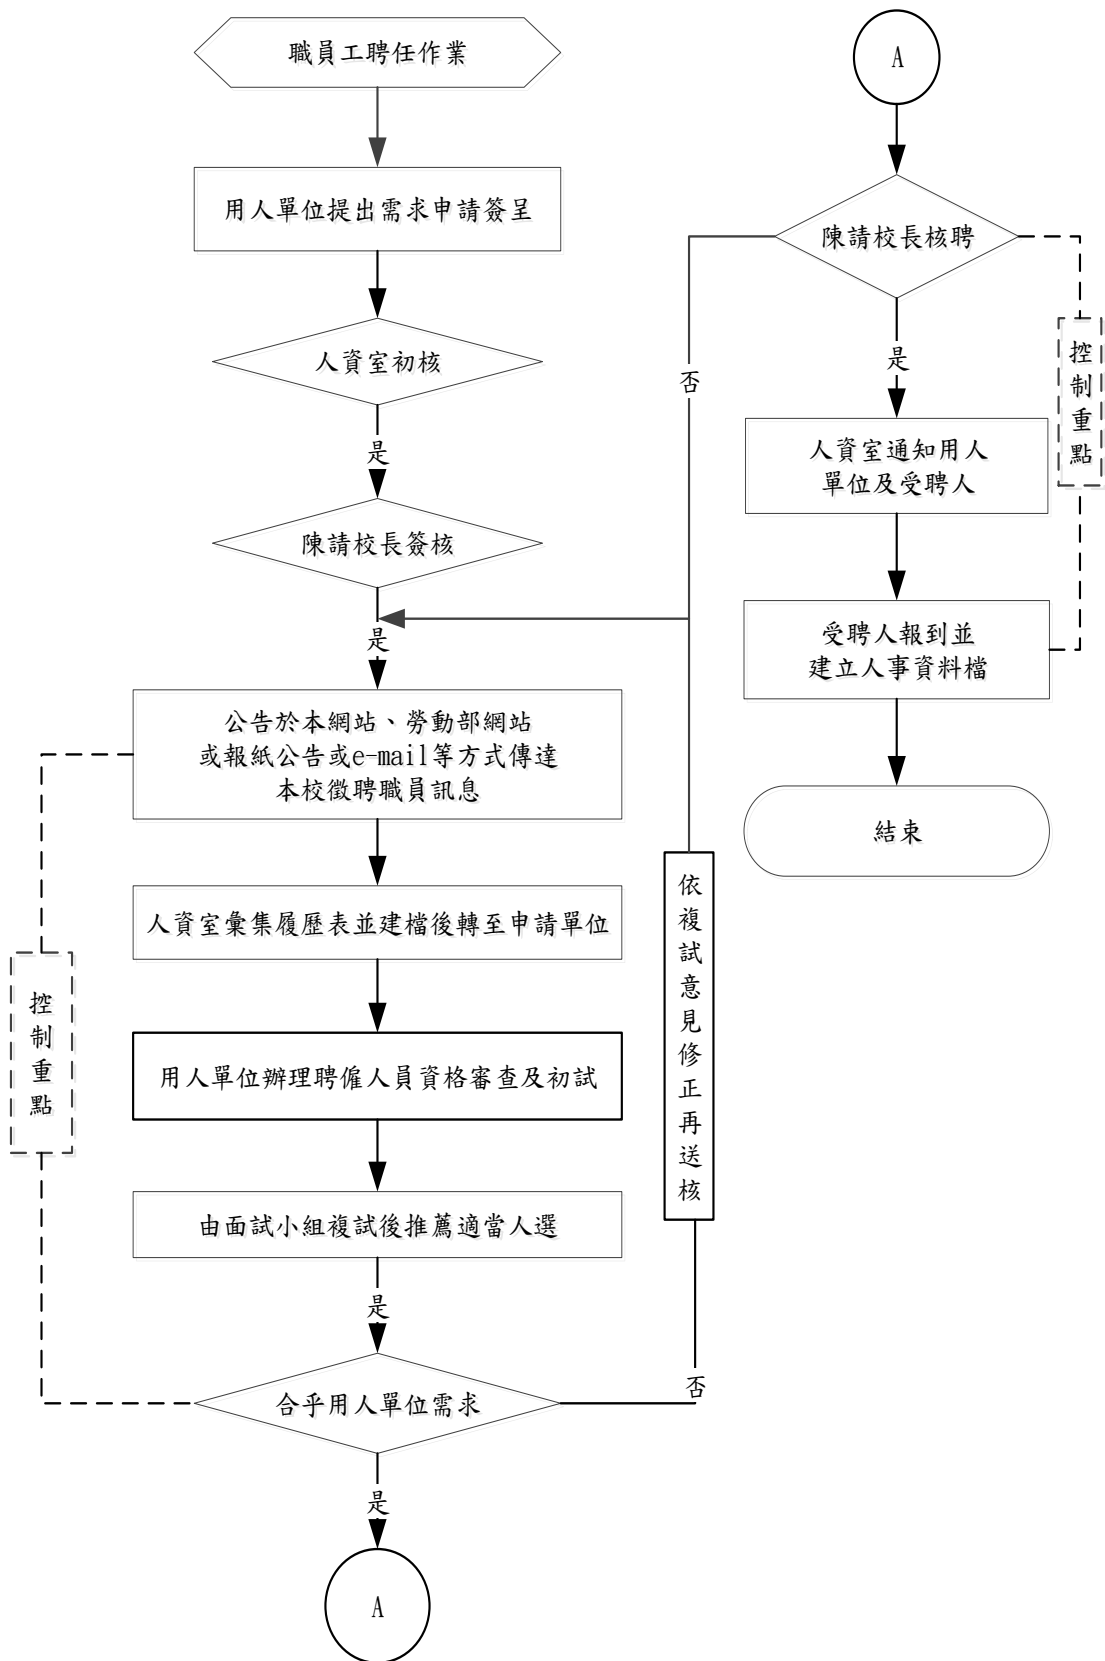 職員工聘任作業
用人單位提出需求申請簽呈
人資室初核
是
陳請校長簽核
是
公告於本網站、勞動部網站
或報紙公告或e-mail等方式傳達
本校徵聘職員訊息
人資室彙集履歷表並建檔後轉至申請單位
用人單位辦理聘僱人員資格審查及初試
由面試小組複試後推薦適當人選
是
合乎用人單位需求
是
A
控制重點
否
依複試意見修正再送核
否
A
陳請校長核聘
是
人資室通知用人
單位及受聘人
受聘人報到並
建立人事資料檔
結束
控制重點